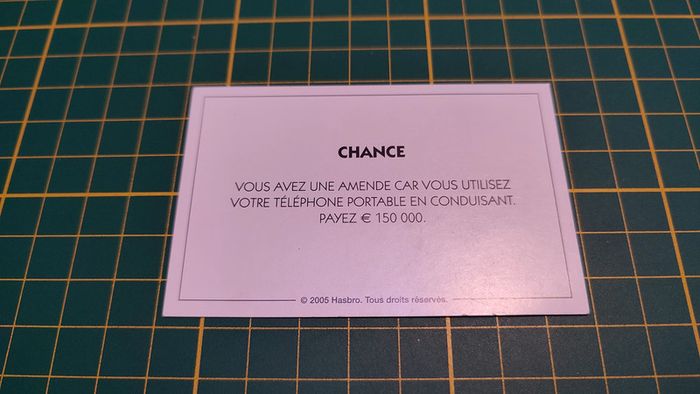 CHANCE
VOUS AVEZ UNE AMENDE CAR VOUS UTILISEZ
VOTRE TÉLÉPHONE PORTABLE EN CONDUISANT.
PAYEZ € 150 000.
© 2005 Hasbro. Tous droits réservés.